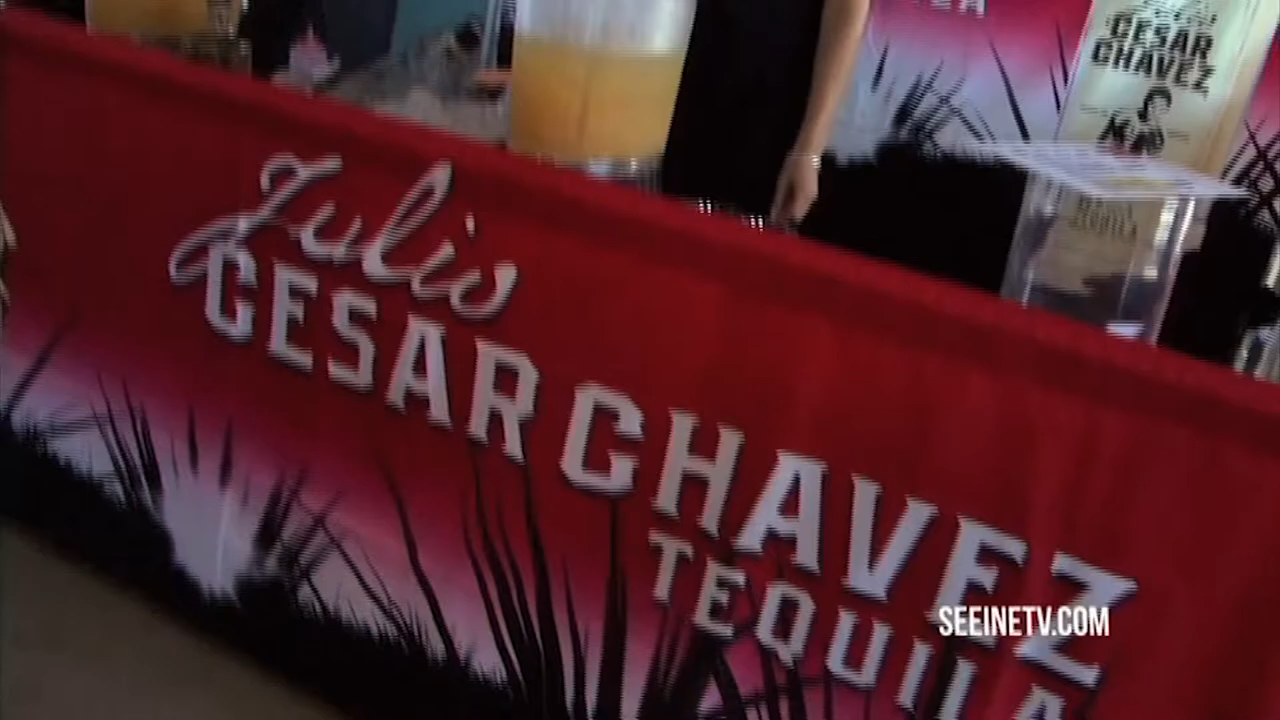 CESAR
CHAVEZ
Julio
CESAR CHAVEZ
TEQUILA
SEEINETV.COM